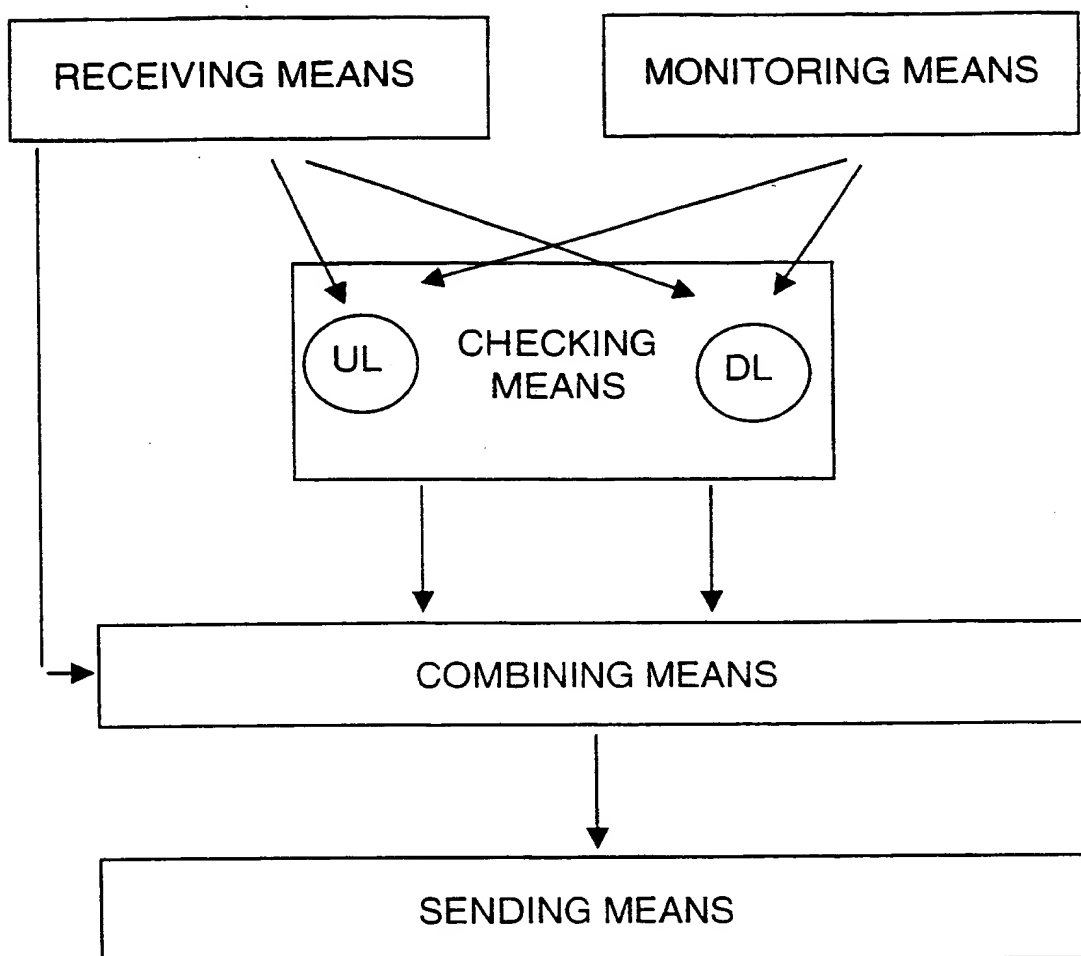 RECEIVING MEANS
MONITORING MEANS
UL
CHECKING
MEANS
DL
COMBINING MEANS
SENDING MEANS